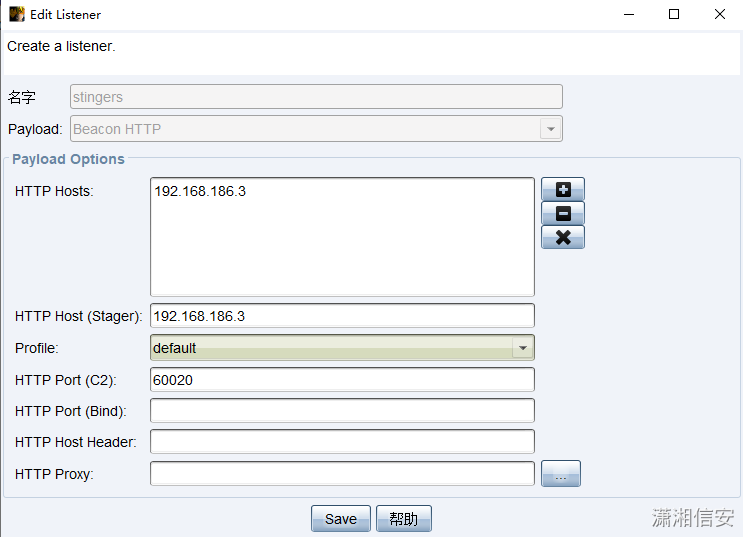 Edit Listener
Create a listener.
名字 stingers
Payload: Beacon HTTP
Payload Options
HTTP Hosts: 192.168.186.3
HTTP Host (Stager): 192.168.186.3
Profile: default
HTTP Port (C2): 60020
HTTP Port (Bind):
HTTP Host Header:
HTTP Proxy: ...
Save 帮助
潇湘信安